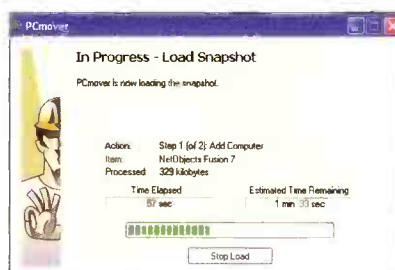 PCmover
In Progress - Load Snapshot
PCmover is now loading the snapshot.
Action: Step 1 (of 2): Add Computer
Item: NetObjects Fusion 7
Processed: 329 kilobytes
Time Elapsed Estimated Time Remaining
57 sec 1 min 33 sec
Stop Load